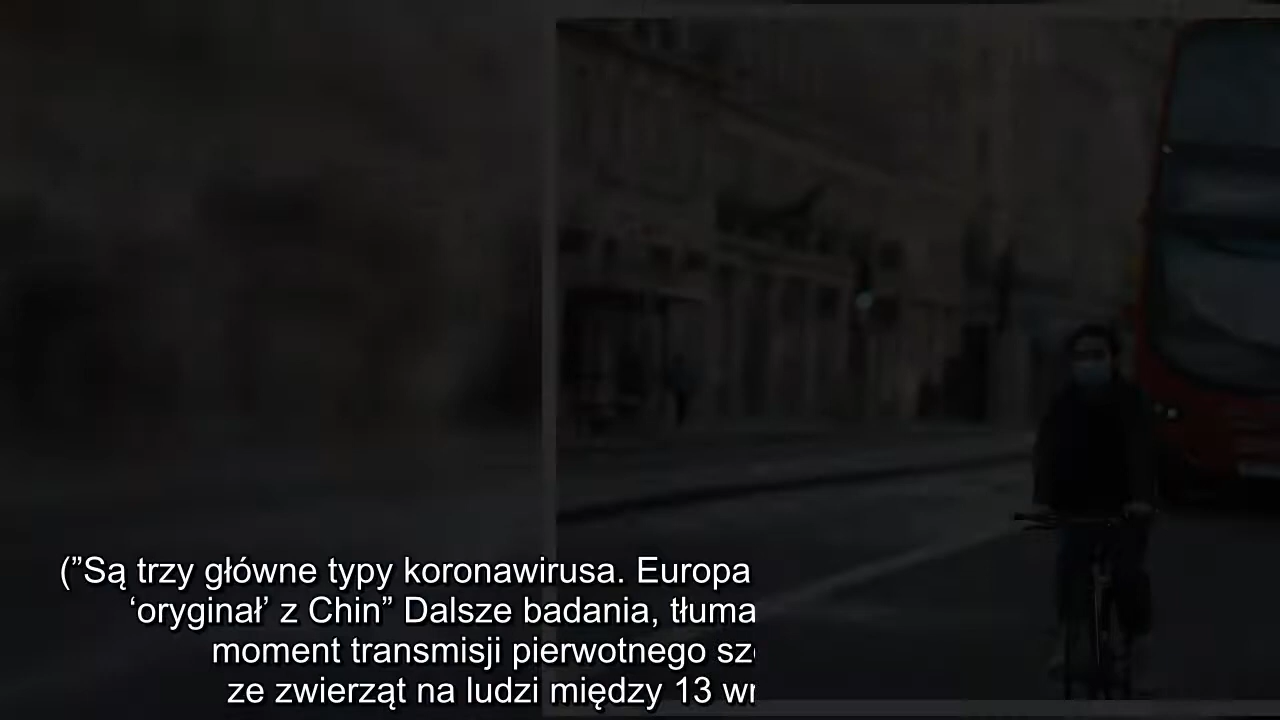 (”Są trzy główne typy koronawirusa. Europa
‘oryginał’ z Chin” Dalsze badania, tłuma
moment transmisji pierwotnego sz
ze zwierząt na ludzi między 13 w